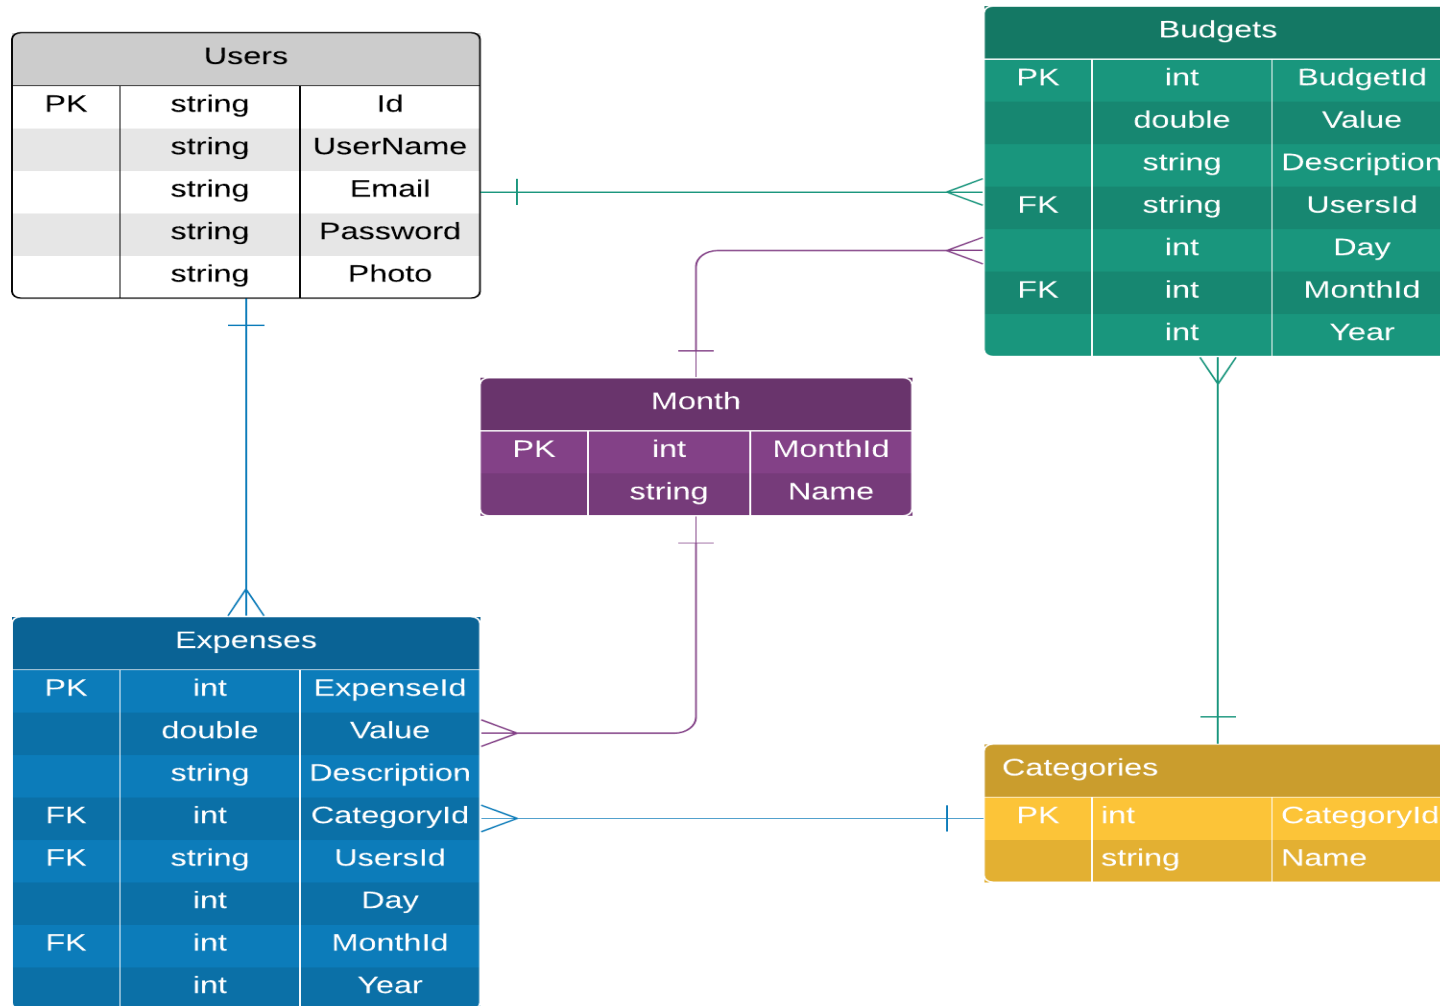 Users
PK string Id
string UserName
string Email
string Password
string Photo
Budgets
PK int BudgetId
double Value
string Description
FK string UsersId
int Day
FK int MonthId
int Year
Month
PK int MonthId
string Name
Expenses
PK int ExpenseId
double Value
string Description
FK int CategoryId
FK string UsersId
int Day
FK int MonthId
int Year
Categories
PK int CategoryId
string Name